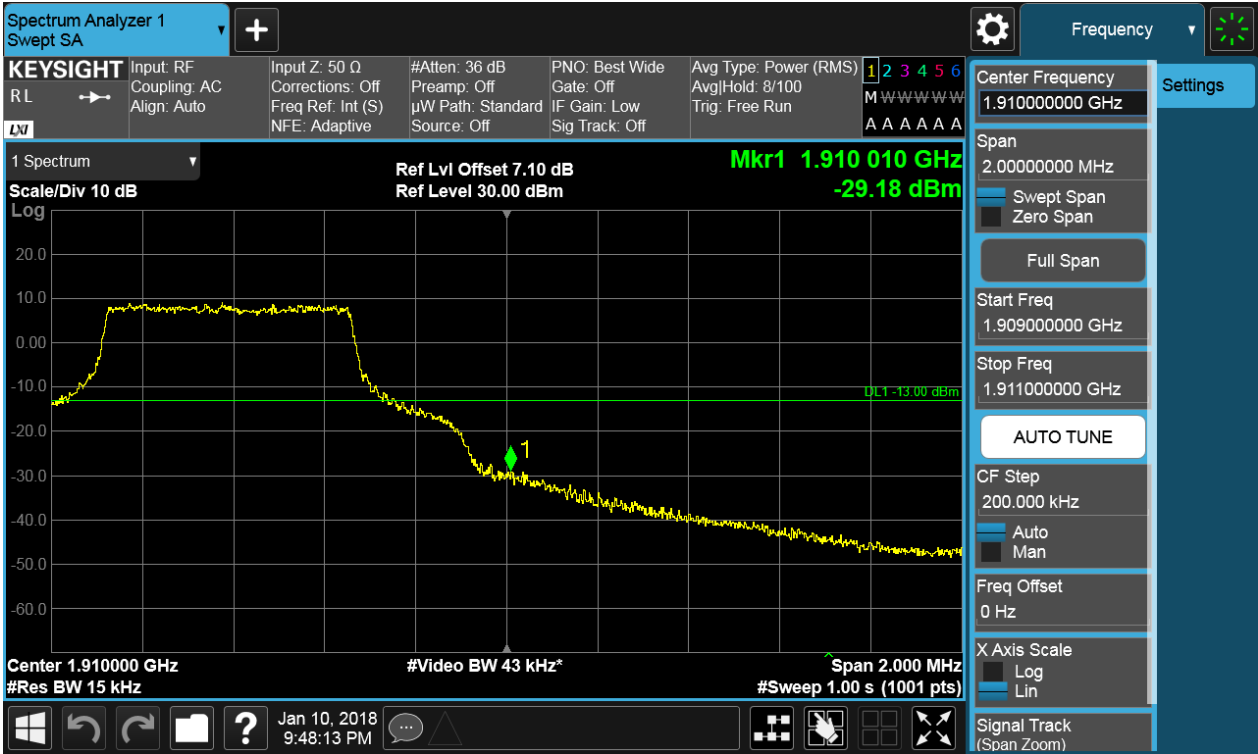 Spectrum Analyzer 1
Swept SA
Frequency
KEYSIGHT
R L
LXI
Input: RF
Coupling: AC
Align: Auto
Input Z: 50 Ω
Corrections: Off
Freq Ref: Int (S)
NFE: Adaptive
#Atten: 36 dB
Preamp: Off
µW Path: Standard
Source: Off
PNO: Best Wide
Gate: Off
IF Gain: Low
Sig Track: Off
Avg Type: Power (RMS)
Avg|Hold: 8/100
Trig: Free Run
1 2 3 4 5 6
M W W W W W
A A A A A A
1 Spectrum
Scale/Div 10 dB
Log
Ref Lvl Offset 7.10 dB
Ref Level 30.00 dBm
Mkr1 1.910 010 GHz
-29.18 dBm
20.0
10.0
0.00
-10.0
DL1 -13.00 dBm
-20.0
1
-30.0
-40.0
-50.0
-60.0
Center 1.910000 GHz
#Video BW 43 kHz*
Span 2.000 MHz
#Res BW 15 kHz
#Sweep 1.00 s (1001 pts)
Jan 10, 2018
9:48:13 PM
Center Frequency
1.910000000 GHz
Span
2.00000000 MHz
Swept Span
Zero Span
Full Span
Start Freq
1.909000000 GHz
Stop Freq
1.911000000 GHz
AUTO TUNE
CF Step
200.000 kHz
Auto
Man
Freq Offset
0 Hz
X Axis Scale
Log
Lin
Signal Track
(Span Zoom)
Settings